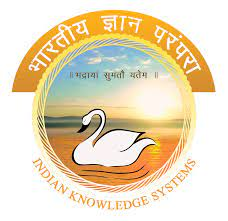 भारतीय ज्ञान परंपरा
॥भद्रायां सुमतौ यतेम॥
INDIAN KNOWLEDGE SYSTEMS